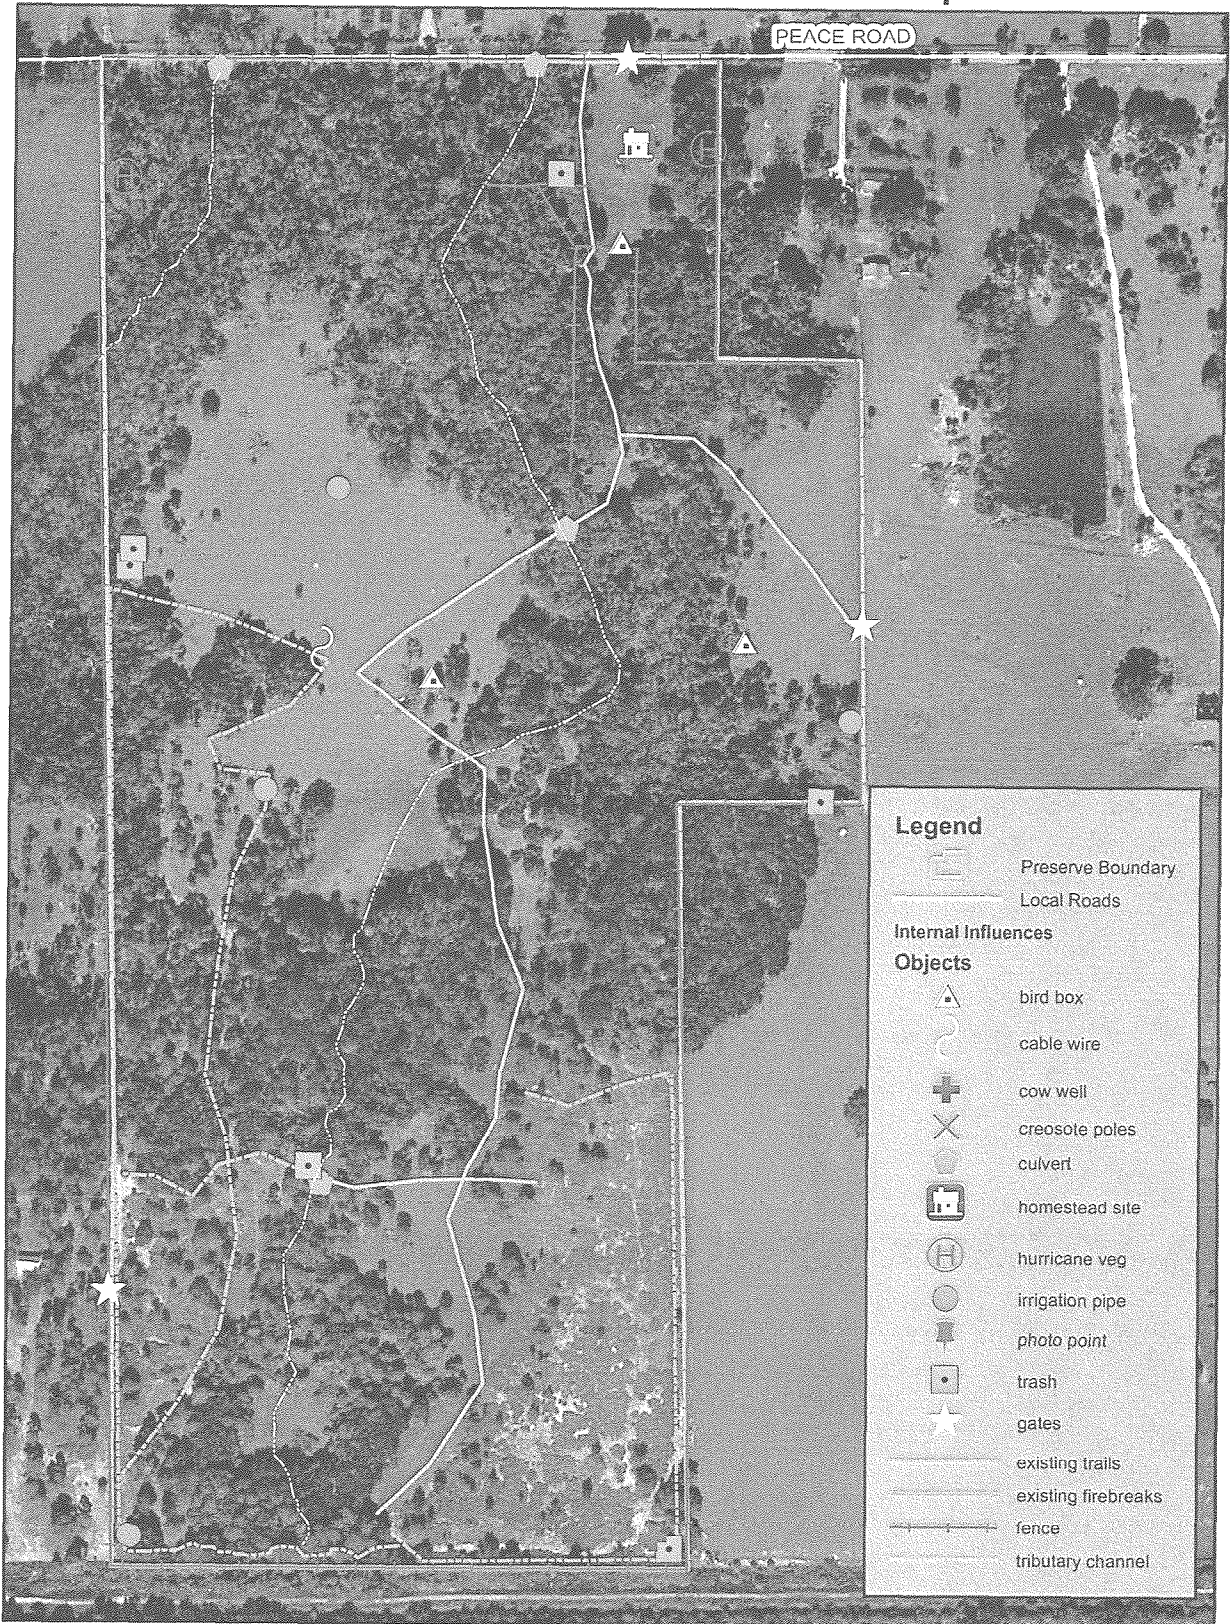 PEACE ROAD
Legend
Preserve Boundary
Local Roads
Internal Influences
Objects
bird box
cable wire
cow well
creosote poles
culvert
H
homestead site
H
hurricane veg
H
irrigation pipe
photo point
trash
gates
existing trails
existing firebreaks
fence
tributary channel